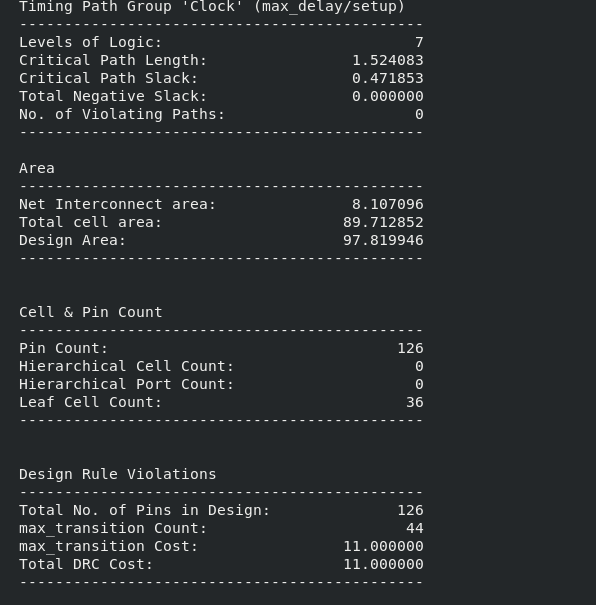 Timing Path Group 'Clock' (max_delay/setup)
---------------------------------------------
Levels of Logic: 7
Critical Path Length: 1.524083
Critical Path Slack: 0.471853
Total Negative Slack: 0.000000
No. of Violating Paths: 0
---------------------------------------------
Area
---------------------------------------------
Net Interconnect area: 8.107096
Total cell area: 89.712852
Design Area: 97.819946
---------------------------------------------
Cell & Pin Count
---------------------------------------------
Pin Count: 126
Hierarchical Cell Count: 0
Hierarchical Port Count: 0
Leaf Cell Count: 36
---------------------------------------------
Design Rule Violations
---------------------------------------------
Total No. of Pins in Design: 126
max_transition Count: 44
max_transition Cost: 11.000000
Total DRC Cost: 11.000000
---------------------------------------------